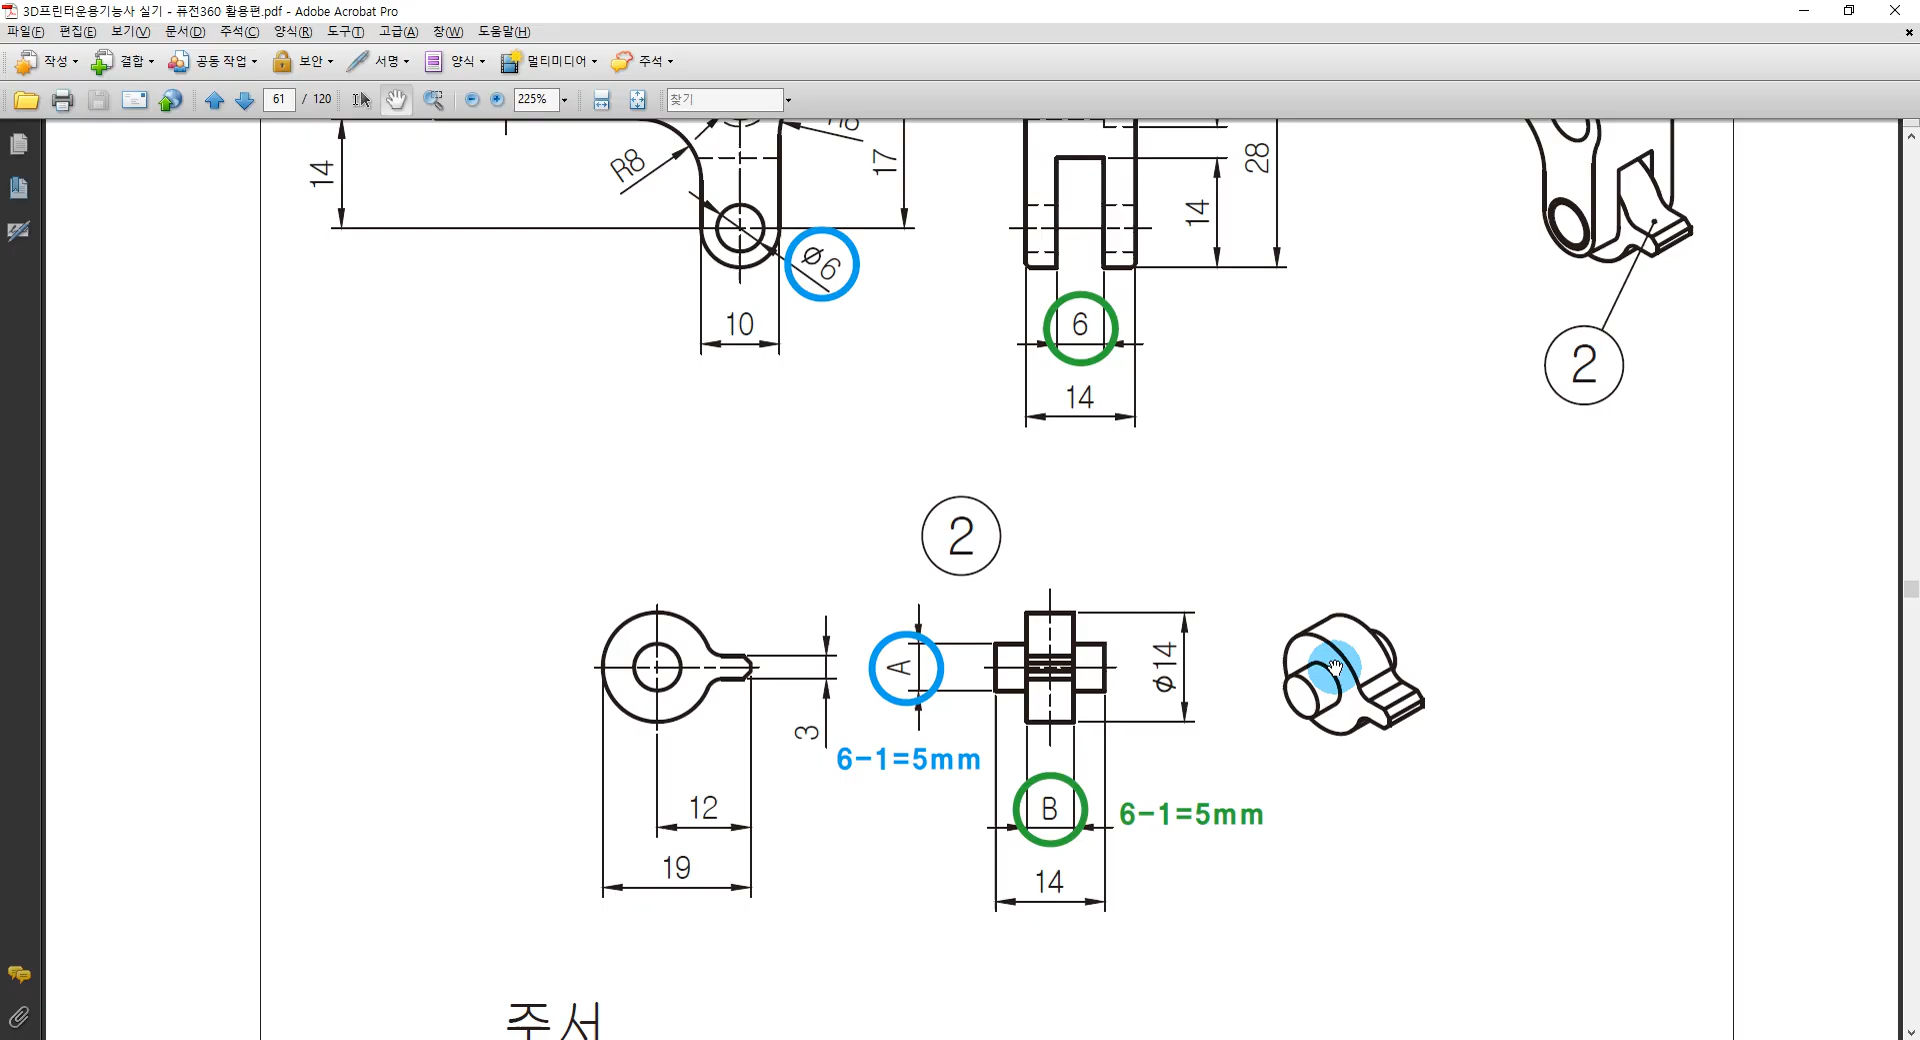 3D프린터운용기능사 실기 - 퓨전360 활용편.pdf - Adobe Acrobat Pro
파일(F) 편집(E) 보기(V) 문서(D) 주석(C) 양식(R) 도구(T) 고급(A) 창(W) 도움말(H)
작성 결합 공동 작업 보안 서명 양식 멀티미디어 주석
61 / 120 225% 찾기
14
R8
17
ø6
10
28
14
6
14
2
2
3
A
6-1=5mm
ø14
12
B
6-1=5mm
19
14
주서